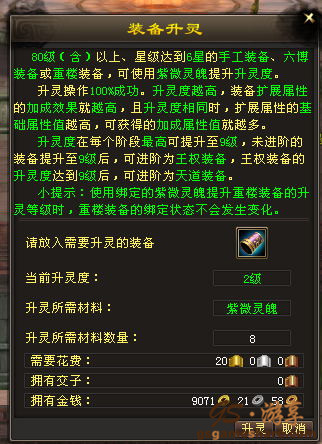 装备升灵
80级（含）以上、星级达到6星的手工装备、六博
装备或重楼装备，可使用紫微灵魄提升升灵度。
升灵操作100%成功。升灵度越高，装备扩展属性
的加成效果就越高，且升灵度相同时，扩展属性的基
础属性值越高，可获得的加成属性值就越多。
升灵度在每个阶段最高可提升至9级，未进阶的
装备提升至9级后，可进阶为王权装备，王权装备的
升灵度达到9级后，可进阶为天道装备。
小提示：使用绑定的紫微灵魄提升重楼装备的升
灵等级时，重楼装备的绑定状态不会发生变化。
请放入需要升灵的装备
当前升灵度： 2级
升灵所需材料： 紫微灵魄
升灵所需材料数量： 8
需要花费： 20 0 0
拥有交子： 0
拥有金钱： 9071 21 58
升灵 取消